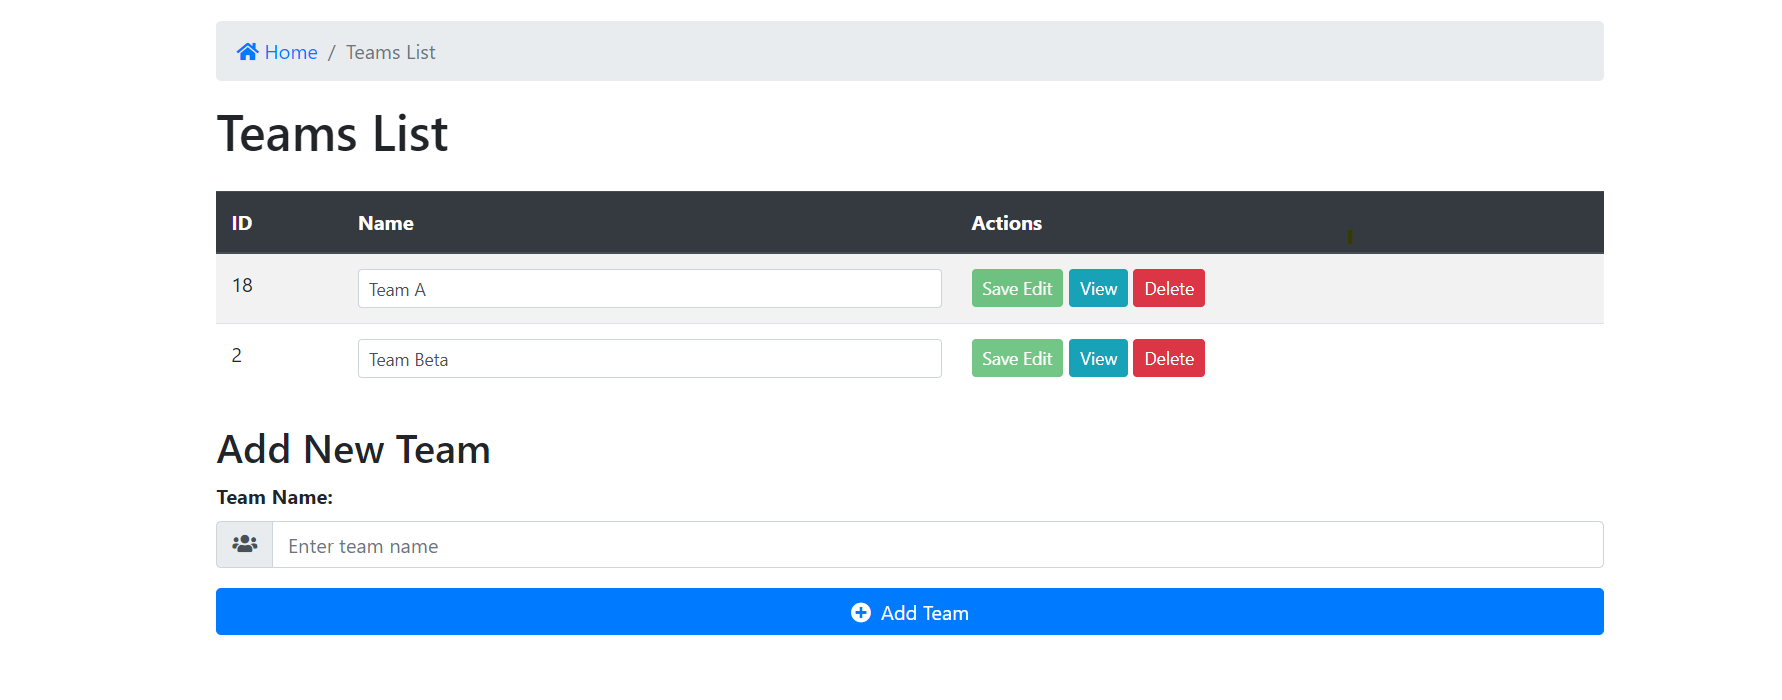 Home / Teams List
Teams List
ID Name Actions
18 Team A Save Edit View Delete
2 Team Beta Save Edit View Delete
Add New Team
Team Name:
Enter team name
Add Team